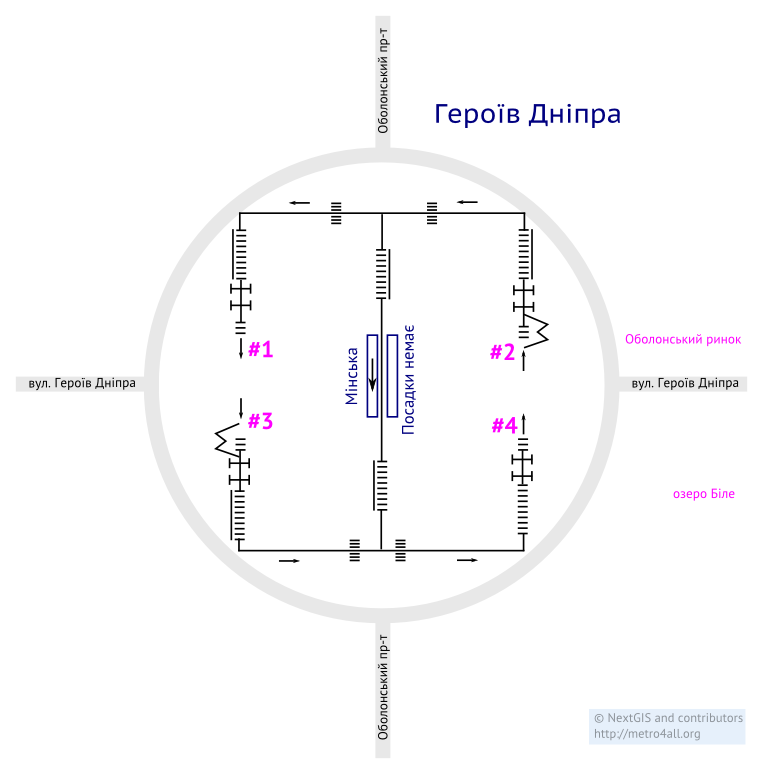 Оболонський пр-т
Героїв Дніпра
#1
#2
Оболонський ринок
Мінська
Посадки немає
вул. Героїв Дніпра
вул. Героїв Дніпра
#3
#4
озеро Біле
Оболонський пр-т
© NextGIS and contributors
http://metro4all.org